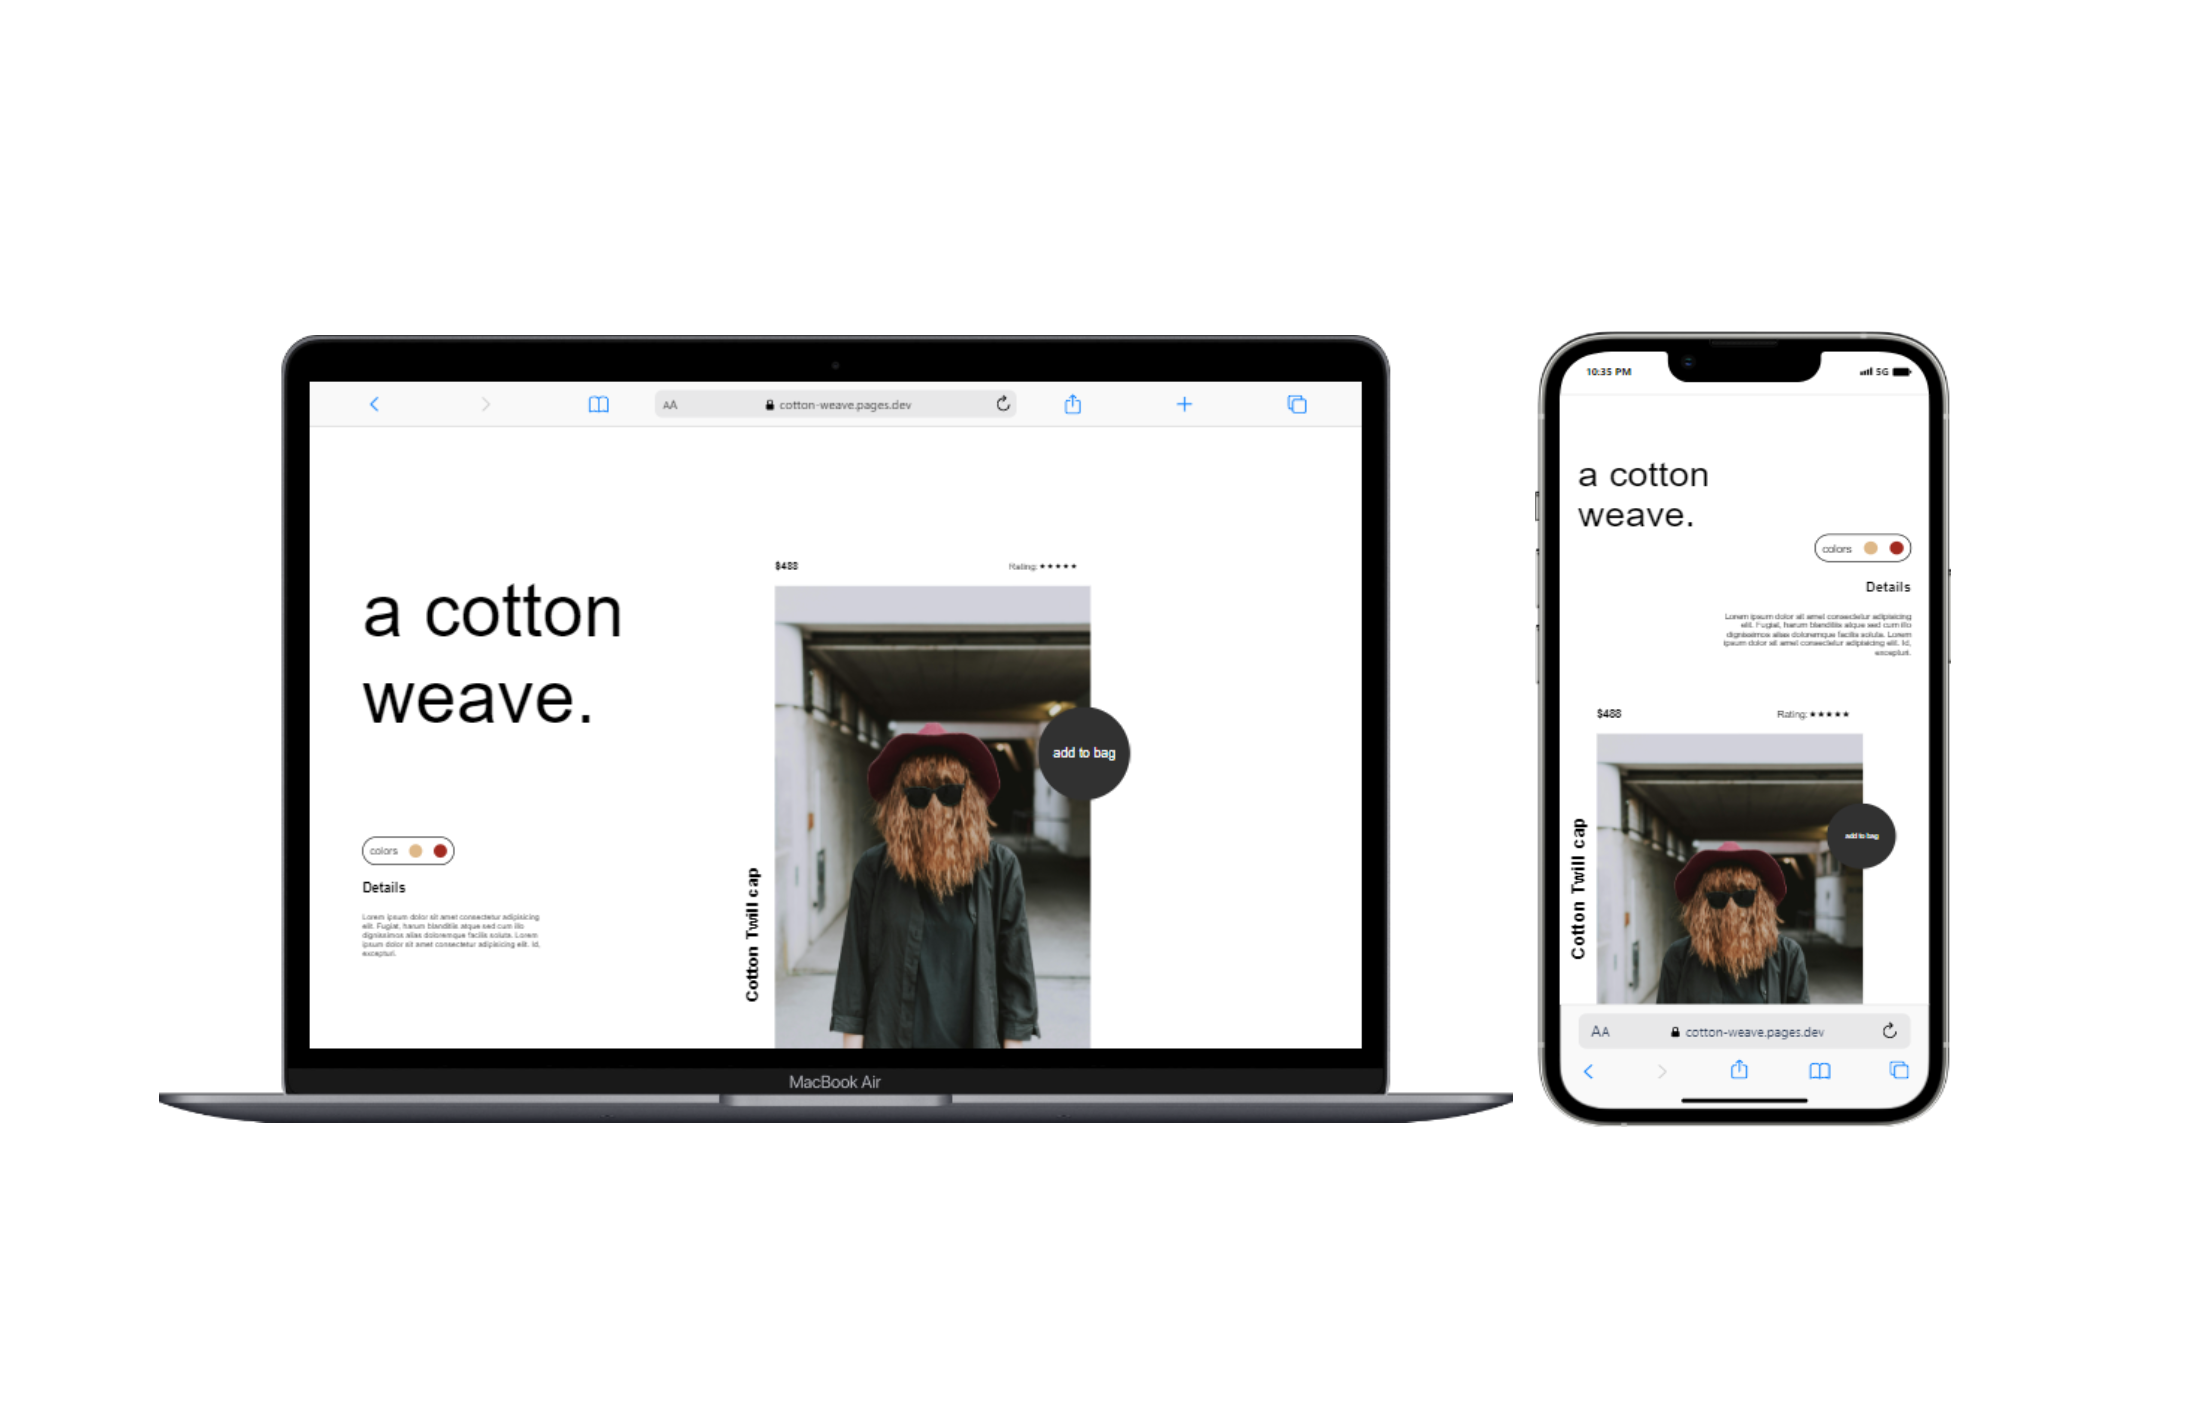 AA
cotton-weave.pages.dev
a cotton
weave.
colors
Details
Lorem ipsum dolor sit amet consectetur adipisicing
elit. Fugiat, harum blanditiis atque sed cum illo
dignissimos alias doloremque facilis soluta. Lorem
ipsum dolor sit amet consectetur adipisicing elit. Id,
excepturi.
$488
Rating: ★★★★★
add to bag
Cotton Twill cap
MacBook Air
10:35 PM
5G
a cotton
weave.
colors
Details
Lorem ipsum dolor sit amet consectetur adipisicing
elit. Fugiat, harum blanditiis atque sed cum illo
dignissimos alias doloremque facilis soluta. Lorem
ipsum dolor sit amet consectetur adipisicing elit. Id,
excepturi.
$488
Rating: ★★★★★
add to bag
Cotton Twill cap
AA
cotton-weave.pages.dev